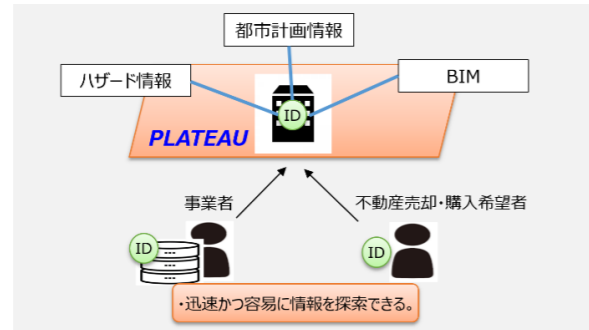 都市計画情報
ハザード情報
BIM
ID
PLATEAU
事業者
不動産売却・購入希望者
ID
ID
・迅速かつ容易に情報を探索できる。